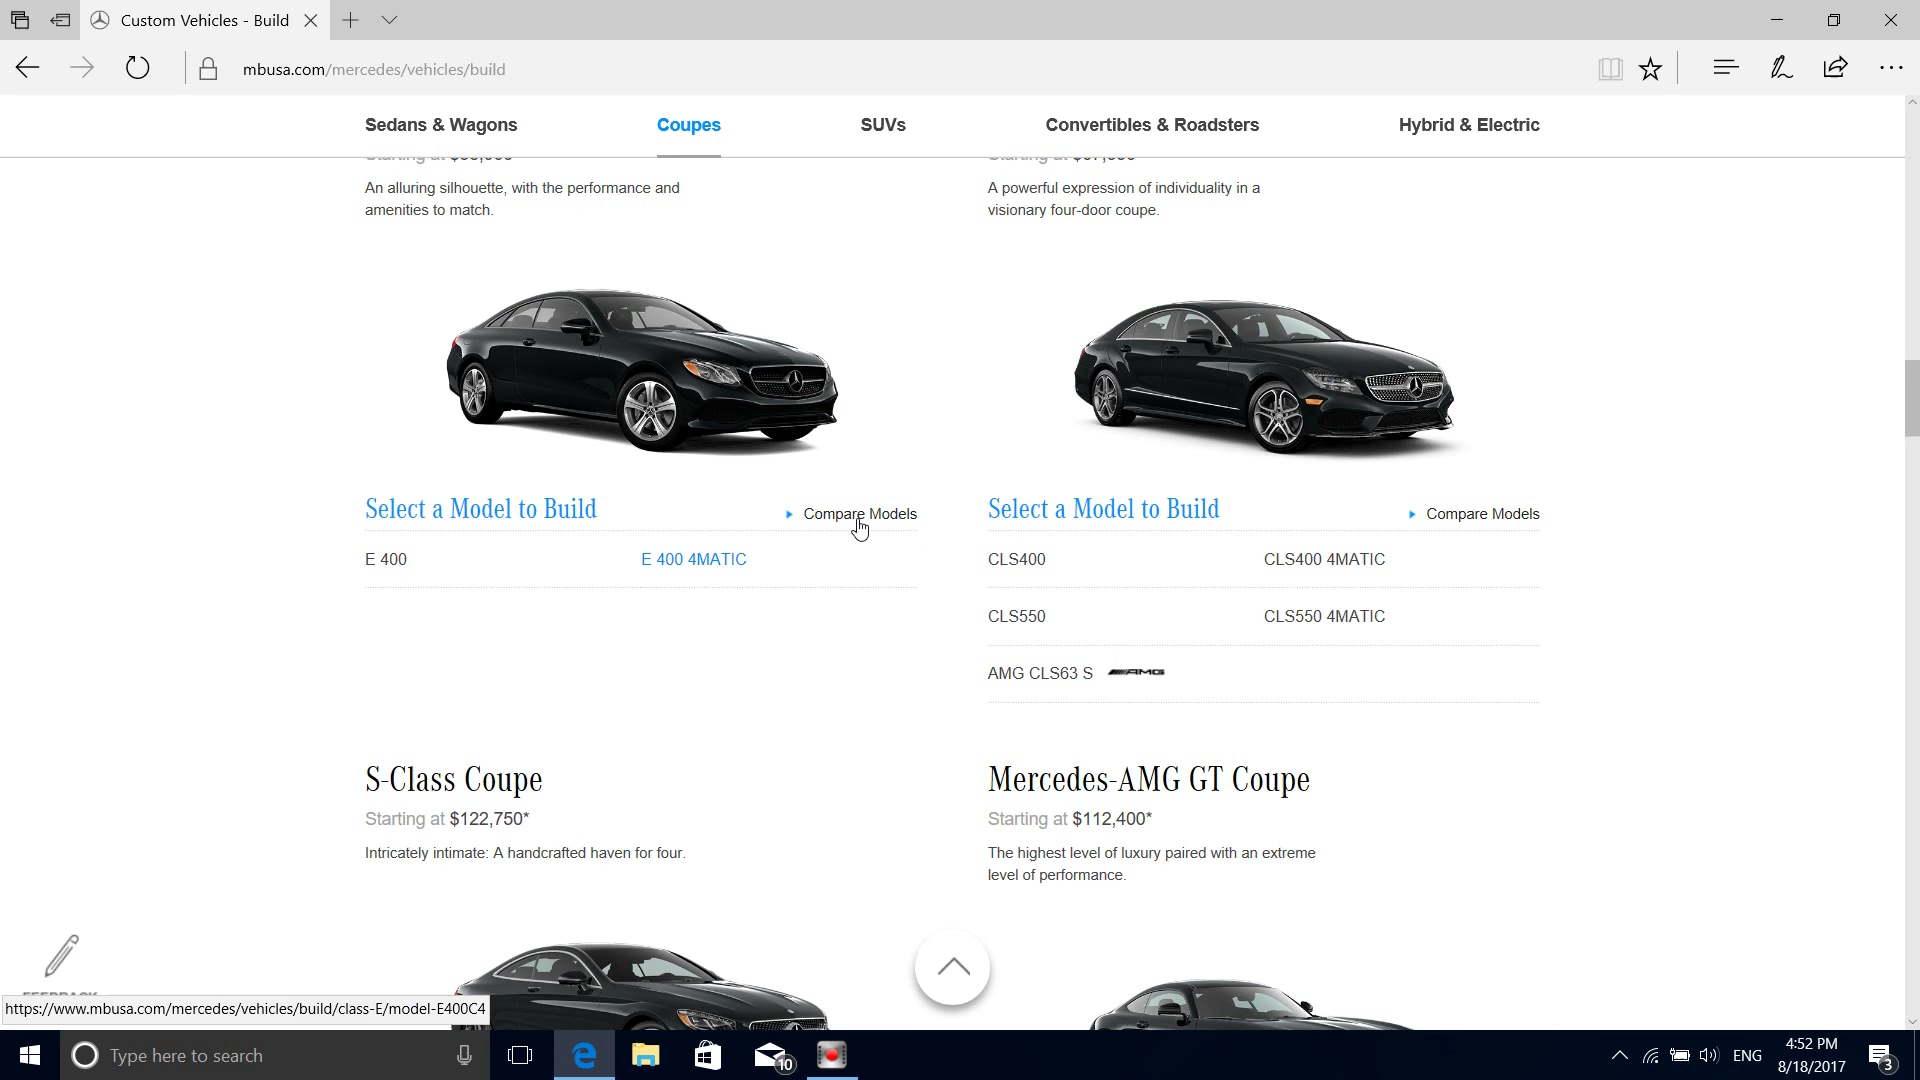 Custom Vehicles - Build
mbusa.com/mercedes/vehicles/build
Sedans & Wagons
Coupes
SUVs
Convertibles & Roadsters
Hybrid & Electric
An alluring silhouette, with the performance and
amenities to match.
A powerful expression of individuality in a
visionary four-door coupe.
Select a Model to Build
Compare Models
E 400
E 400 4MATIC
Select a Model to Build
Compare Models
CLS400
CLS400 4MATIC
CLS550
CLS550 4MATIC
AMG CLS63 S AMG
S-Class Coupe
Starting at $122,750*
Intricately intimate: A handcrafted haven for four.
Mercedes-AMG GT Coupe
Starting at $112,400*
The highest level of luxury paired with an extreme
level of performance.
https://www.mbusa.com/mercedes/vehicles/build/class-E/model-E400C4
Type here to search
10
ENG
4:52 PM
8/18/2017
3